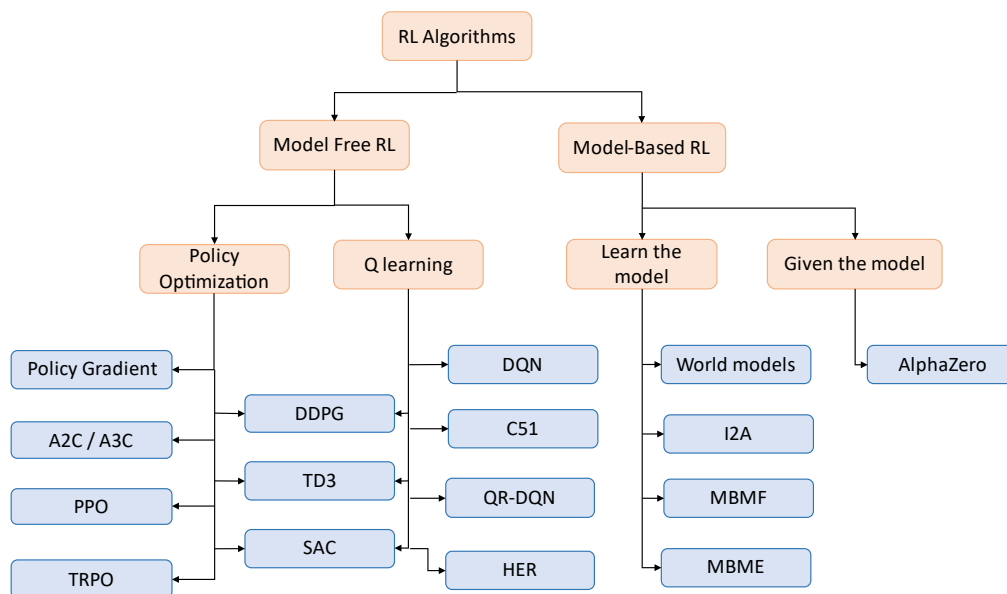 RL Algorithms
Model Free RL
Model-Based RL
Policy
Optimization
Q learning
Learn the
model
Given the model
Policy Gradient
DQN
World models
AlphaZero
DDPG
A2C / A3C
C51
I2A
TD3
PPO
QR-DQN
MBMF
SAC
TRPO
HER
MBME